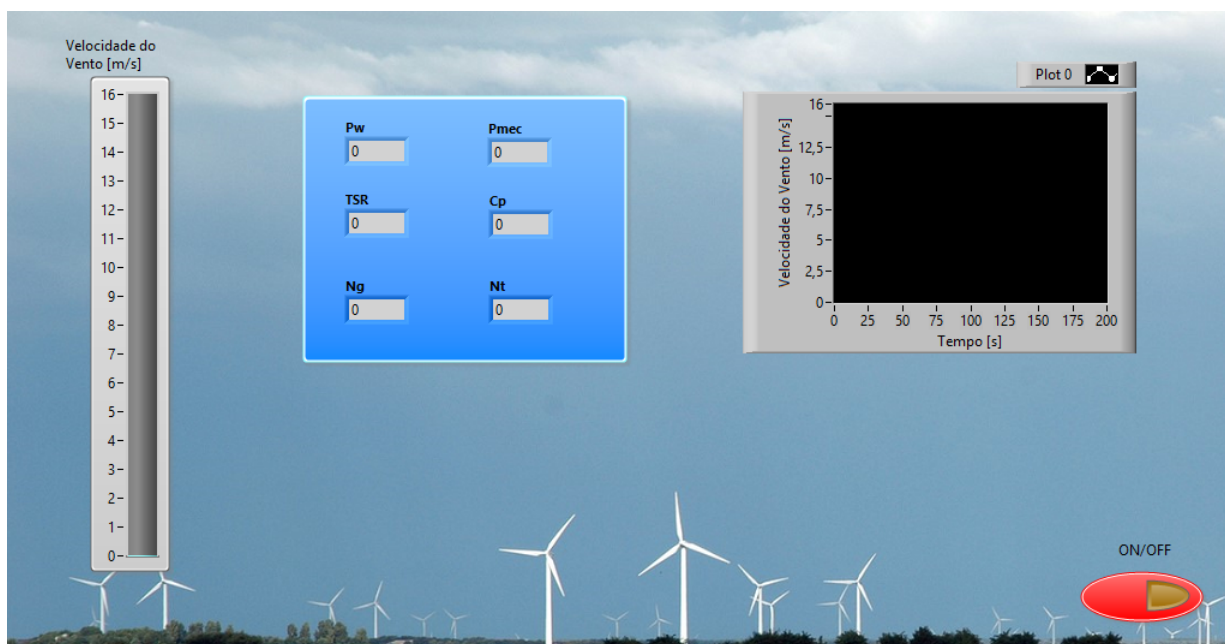 Velocidade do
Vento [m/s]
16
15
14
13
12
11
10
9
8
7
6
5
4
3
2
1
0
Pw
Pmec
0
0
TSR
Cp
0
0
Ng
Nt
0
0
Plot 0
Velocidade do Vento [m/s]
16
12,5
10
7,5
5
2,5
0
0 25 50 75 100 125 150 175 200
Tempo [s]
ON/OFF